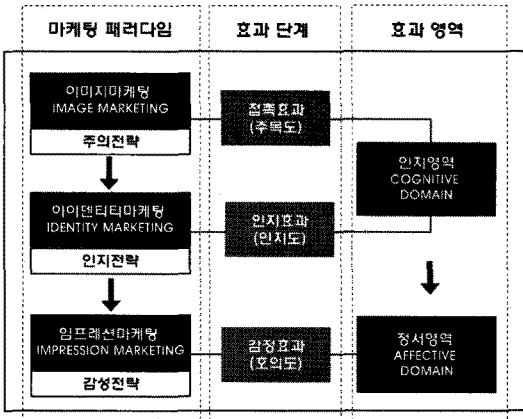 마케팅 패러다임
효과 단계
효과 영역
이미지마케팅
IMAGE MARKETING
주의전략
접촉효과
(주목도)
인지영역
COGNITIVE
DOMAIN
아이덴티티마케팅
IDENTITY MARKETING
인지전략
인지효과
(인지도)
임프레션마케팅
IMPRESSION MARKETING
감성전략
감정효과
(호의도)
정서영역
AFFECTIVE
DOMAIN